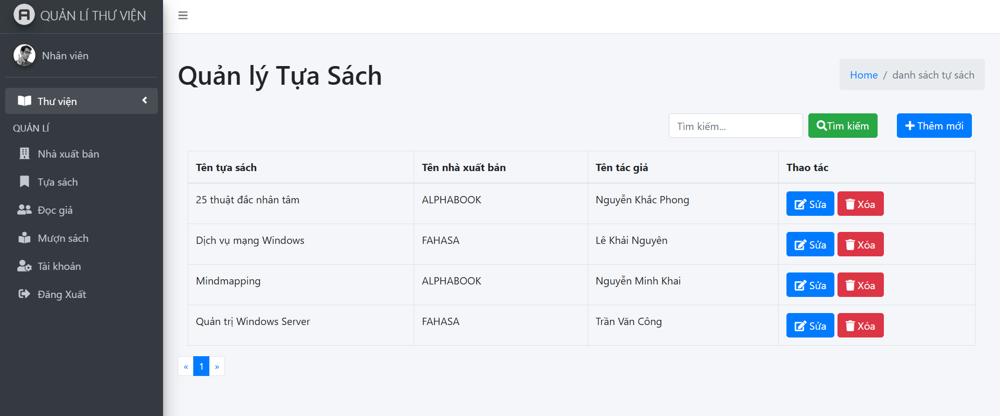 QUẢN LÍ THƯ VIỆN
Nhân viên
Thư viện
QUẢN LÍ
Nhà xuất bản
Tựa sách
Đọc giả
Mượn sách
Tài khoản
Đăng Xuất
Quản lý Tựa Sách
Home / danh sách tự sách
Tìm kiếm... Tìm kiếm Thêm mới
Tên tựa sách Tên nhà xuất bản Tên tác giả Thao tác
25 thuật đắc nhân tâm ALPHABOOK Nguyễn Khắc Phong Sửa Xóa
Dịch vụ mạng Windows FAHASA Lê Khải Nguyên Sửa Xóa
Mindmapping ALPHABOOK Nguyễn Minh Khai Sửa Xóa
Quản trị Windows Server FAHASA Trần Văn Công Sửa Xóa
« 1 »